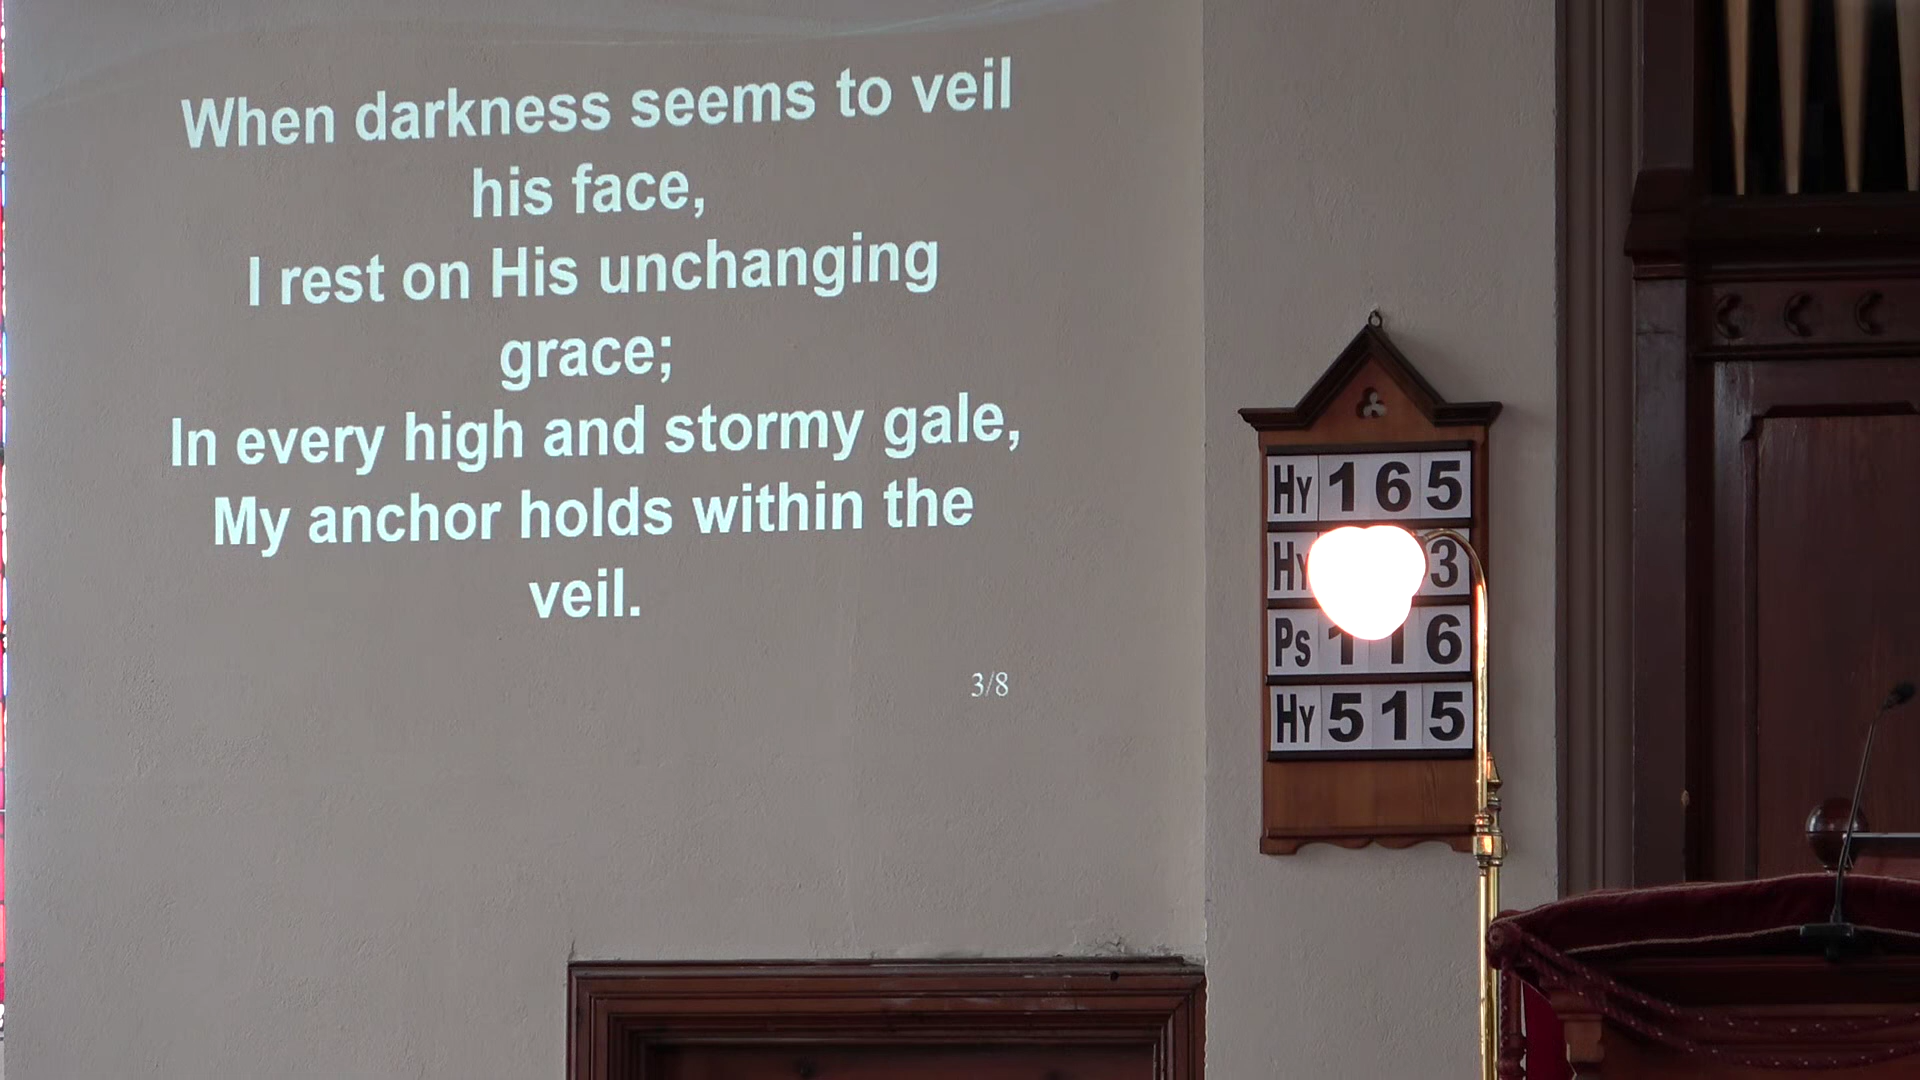 When darkness seems to veil
his face,
I rest on His unchanging
grace;
In every high and stormy gale,
My anchor holds within the
veil.
3/8
Hy 165
Hy 3
Ps 116
Hy 515